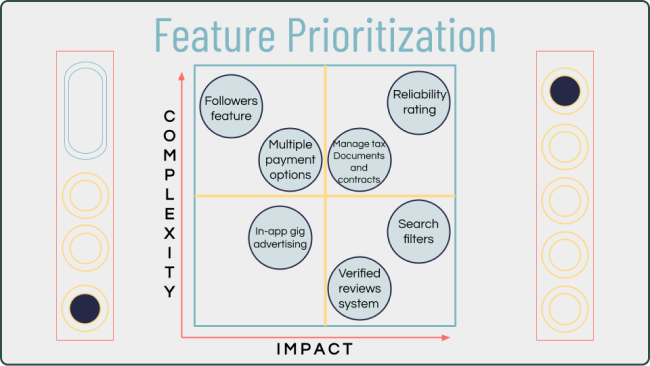 Feature Prioritization
COMPLEXITY
Followers
feature
Reliability
rating
Multiple
payment
options
Manage tax
Documents
and
contracts
In-app gig
advertising
Search
filters
Verified
reviews
system
IMPACT